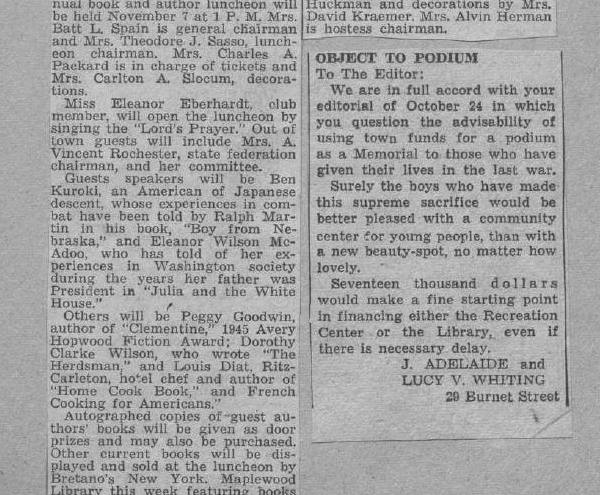 nual book and author luncheon will
be held November 7 at 1 P. M. Mrs.
Batt L. Spain is general chairman
and Mrs. Theodore J. Sasso, lunch-
eon chairman. Mrs. Charles A.
Packard is in charge of tickets and
Mrs. Carlton A. Slocum, decora-
tions.
Miss Eleanor Eberhardt, club
member, will open the luncheon by
singing the "Lord's Prayer." Out of
town guests will include Mrs. A.
Vincent Rochester, state federation
chairman, and her committee.
Guests speakers will be Ben
Kuroki, an American of Japanese
descent, whose experiences in com-
bat have been told by Ralph Mar-
tin in his book, "Boy from Ne-
braska," and Eleanor Wilson Mc-
Adoo, who has told of her ex-
periences in Washington society
during the years her father was
President in "Julia and the White
House."
Others will be Peggy Goodwin,
author of "Clementine," 1945 Avery
Hopwood Fiction Award; Dorothy
Clarke Wilson, who wrote "The
Herdsman," and Louis Diat, Ritz-
Carleton, hotel chef and author of
"Home Cook Book," and French
Cooking for Americans."
Autographed copies of guest au-
thors' books will be given as door
prizes and may also be purchased.
Other current books will be dis-
played and sold at the luncheon by
Bretano's New York. Maplewood
Library this week featuring books
Huckman and decorations by Mrs.
David Kraemer. Mrs. Alvin Herman
is hostess chairman.
OBJECT TO PODIUM
To The Editor:
We are in full accord with your
editorial of October 24 in which
you question the advisability of
using town funds for a podium
as a Memorial to those who have
given their lives in the last war.
Surely the boys who have made
this supreme sacrifice would be
better pleased with a community
center for young people, than with
a new beauty-spot, no matter how
lovely.
Seventeen thousand dollars
would make a fine starting point
in financing either the Recreation
Center or the Library, even if
there is necessary delay.
J. ADELAIDE and
LUCY V. WHITING
29 Burnet Street